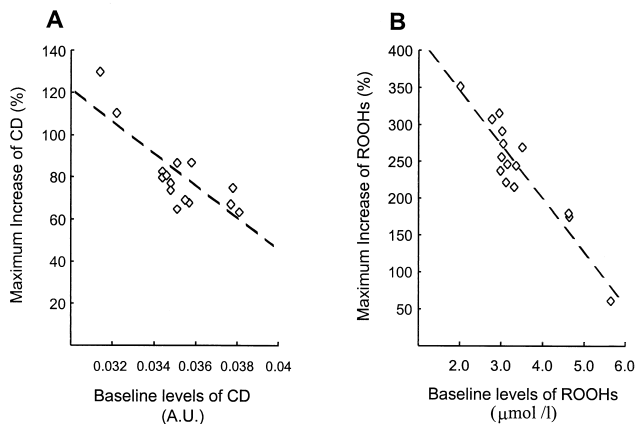 A
140
120
100
80
60
40
20
0.032 0.034 0.036 0.038 0.04
Maximum Increase of CD (%)
Baseline levels of CD
(A.U.)
B
400
350
300
250
200
150
100
50
2.0 3.0 4.0 5.0 6.0
Maximum Increase of ROOHs (%)
Baseline levels of ROOHs
(μmol /l)